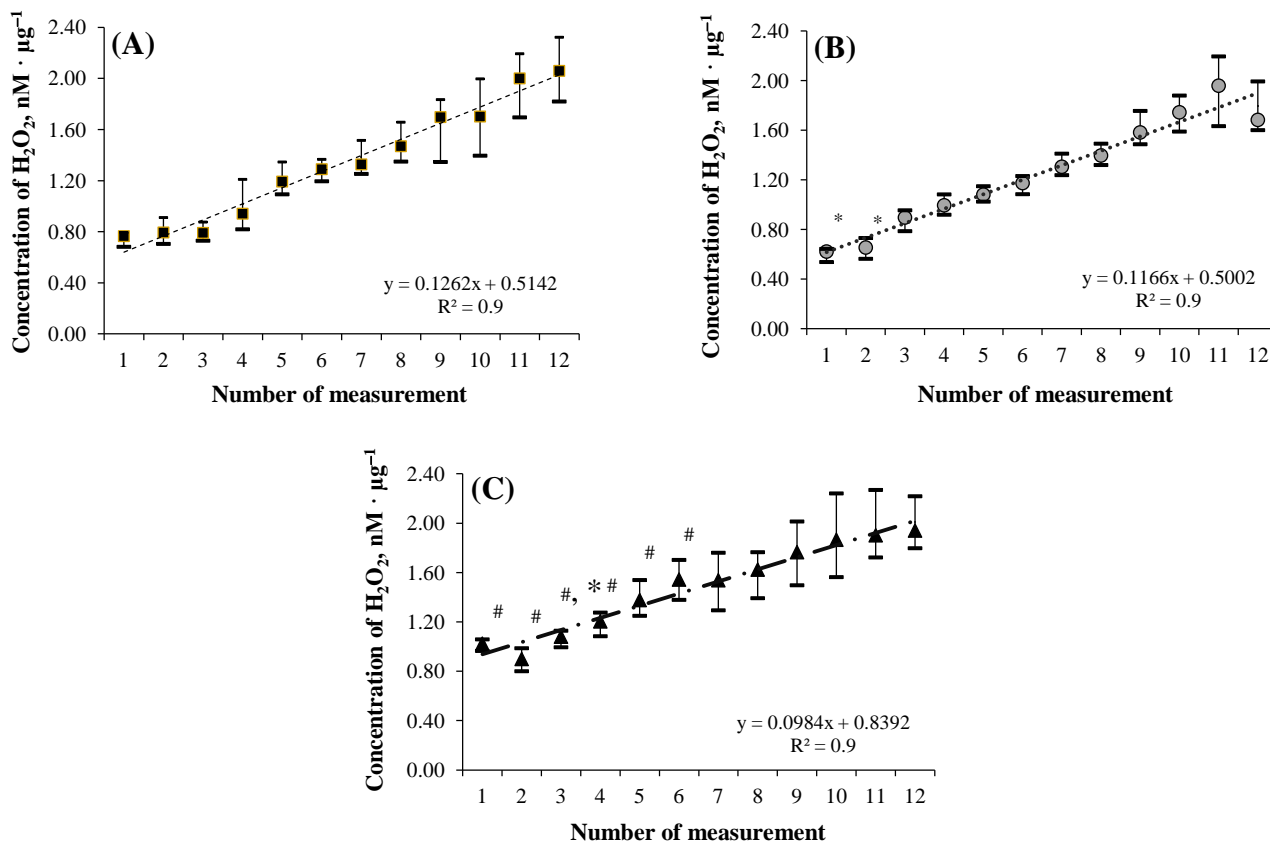 (A)
Concentration of H₂O₂, nM · µg⁻¹
2.40
2.00
1.60
1.20
0.80
0.40
0.00
y = 0.1262x + 0.5142
R² = 0.9
1 2 3 4 5 6 7 8 9 10 11 12
Number of measurement
(B)
Concentration of H₂O₂, nM · µg⁻¹
2.40
2.00
1.60
1.20
0.80
0.40
0.00
* *
y = 0.1166x + 0.5002
R² = 0.9
1 2 3 4 5 6 7 8 9 10 11 12
Number of measurement
(C)
Concentration of H₂O₂, nM · µg⁻¹
2.40
2.00
1.60
1.20
0.80
0.40
0.00
# # #, * # # #
y = 0.0984x + 0.8392
R² = 0.9
1 2 3 4 5 6 7 8 9 10 11 12
Number of measurement